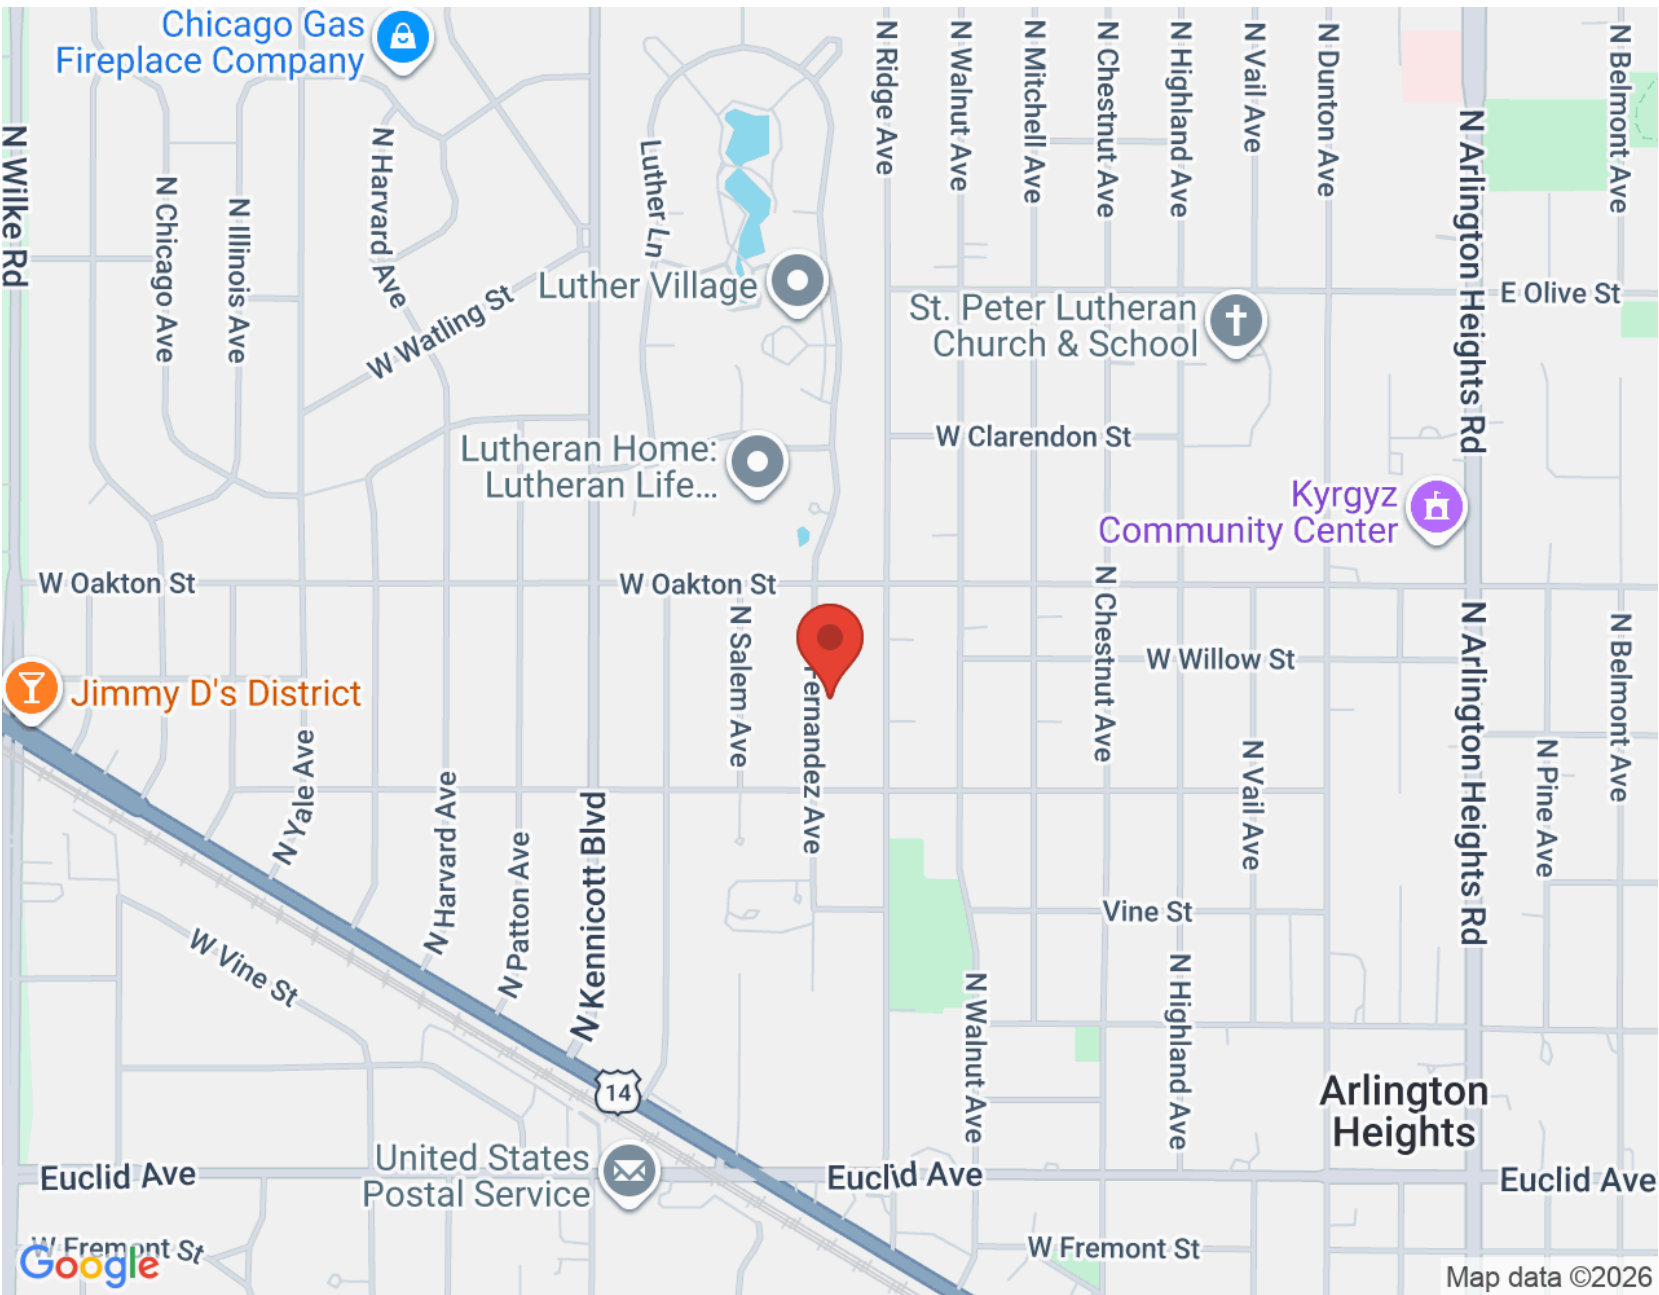 Chicago Gas
Fireplace Company
N Wilke Rd
N Chicago Ave
N Illinois Ave
N Harvard Ave
W Watling St
Luther Ln
Luther Village
N Ridge Ave
N Walnut Ave
N Mitchell Ave
N Chestnut Ave
N Highland Ave
N Vail Ave
N Dunton Ave
N Arlington Heights Rd
N Belmont Ave
E Olive St
St. Peter Lutheran
Church & School
W Clarendon St
Lutheran Home:
Lutheran Life...
Kyrgyz
Community Center
W Oakton St
W Oakton St
N Salem Ave
Fernandez Ave
N Chestnut Ave
W Willow St
N Arlington Heights Rd
N Belmont Ave
Jimmy D's District
N Yale Ave
N Harvard Ave
N Patton Ave
N Kennicott Blvd
N Vail Ave
N Pine Ave
Vine St
W Vine St
N Walnut Ave
N Highland Ave
14
Arlington
Heights
United States
Postal Service
Euclid Ave
Euclid Ave
Euclid Ave
W Fremont St
W Fremont St
Google
Map data ©2026